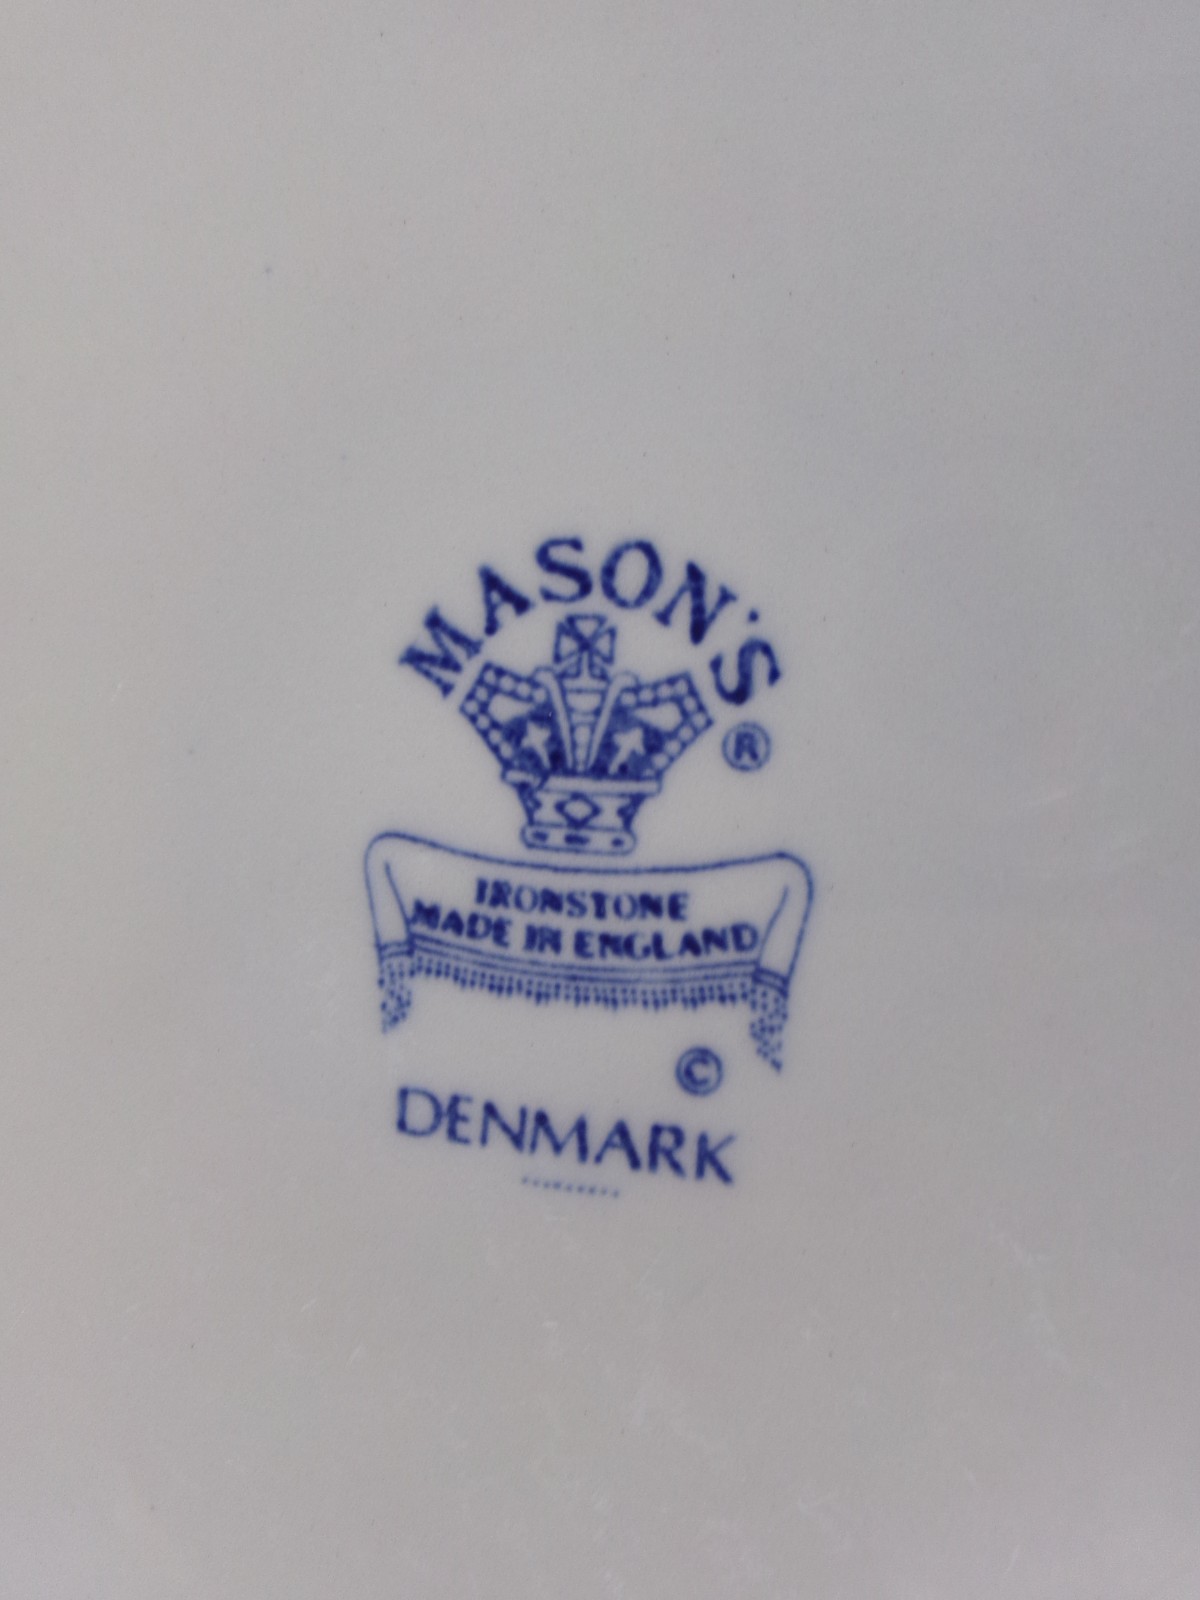 MASON'S
®
IRONSTONE
MADE IN ENGLAND
©
DENMARK